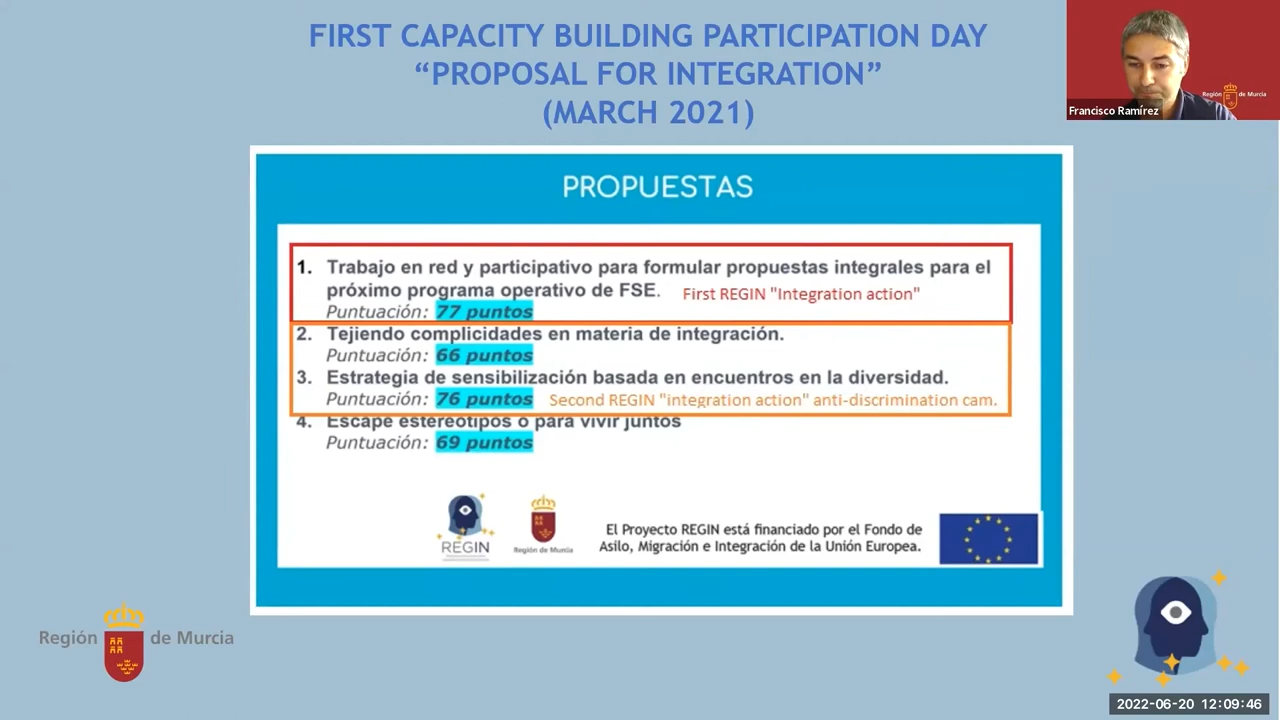 FIRST CAPACITY BUILDING PARTICIPATION DAY
“PROPOSAL FOR INTEGRATION”
(MARCH 2021)
Región de Murcia
Francisco Ramírez
PROPUESTAS
1. Trabajo en red y participativo para formular propuestas integrales para el
próximo programa operativo de FSE. First REGIN "Integration action"
Puntuación: 77 puntos
2. Tejiendo complicidades en materia de integración.
Puntuación: 66 puntos
3. Estrategia de sensibilización basada en encuentros en la diversidad.
Puntuación: 76 puntos Second REGIN "integration action" anti-discrimination cam.
4. Escape estereotipos o para vivir juntos
Puntuación: 69 puntos
REGIN
Región de Murcia
El Proyecto REGIN está financiado por el Fondo de
Asilo, Migración e Integración de la Unión Europea.
Región de Murcia
2022-06-20 12:09:46